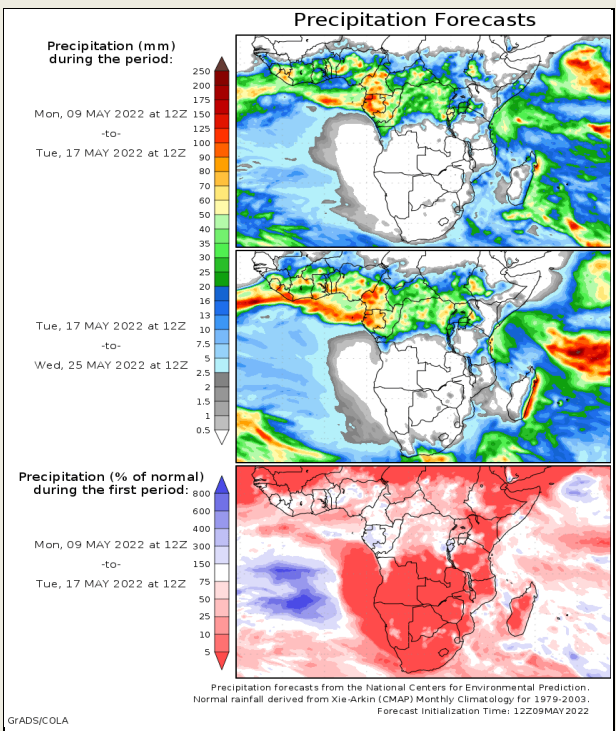 Precipitation Forecasts
Precipitation (mm)
during the period:
250
200
175
150
125
100
90
80
70
60
50
40
35
30
25
20
16
13
10
7.5
5
2.5
2
1.5
1
0.5
Mon, 09 MAY 2022 at 12Z
-to-
Tue, 17 MAY 2022 at 12Z
Tue, 17 MAY 2022 at 12Z
-to-
Wed, 25 MAY 2022 at 12Z
Precipitation (% of normal)
during the first period:
800
600
400
300
150
75
50
25
10
5
Mon, 09 MAY 2022 at 12Z
-to-
Tue, 17 MAY 2022 at 12Z
Precipitation forecasts from the National Centers for Environmental Prediction.
Normal rainfall derived from Xie-Arkin (CMAP) Monthly Climatology for 1979-2003.
Forecast Initialization Time: 12Z09MAY2022
GrADS/COLA